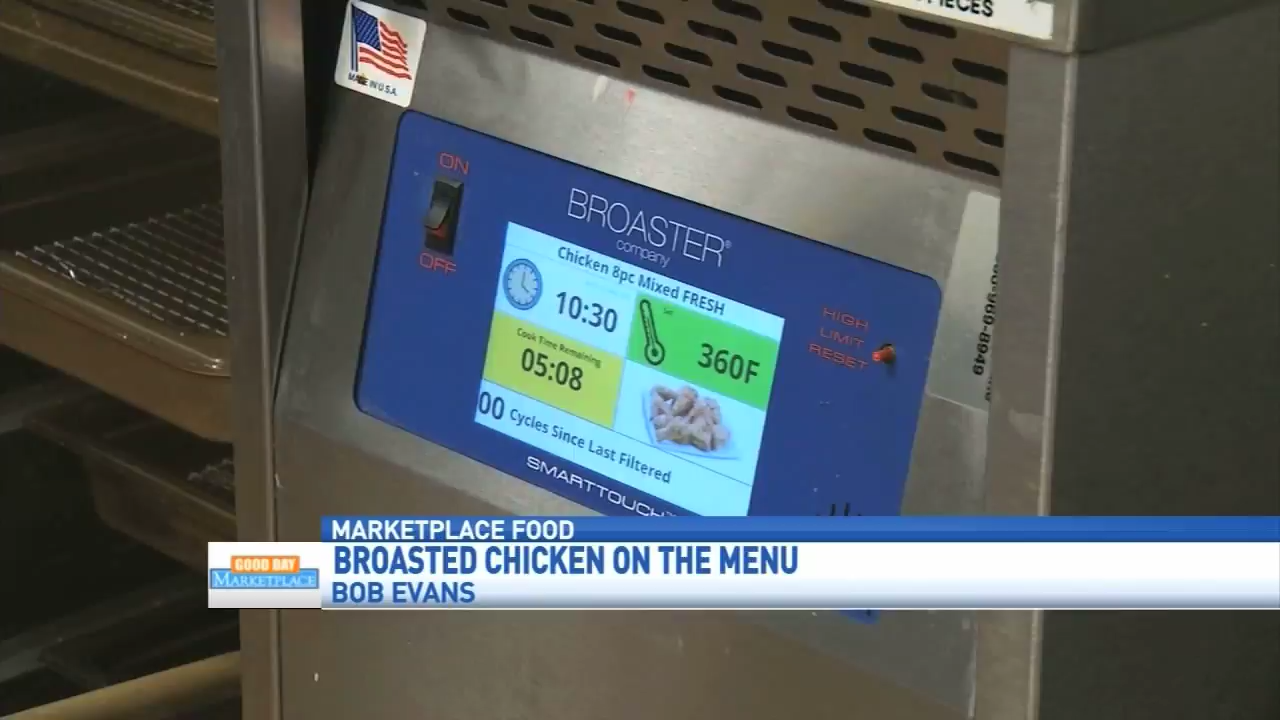 PIECES
MADE IN U.S.A.
ON
OFF
BROASTER®
company
Chicken 8pc Mixed FRESH
10:30
Set
360F
Cook Time Remaining
05:08
00 Cycles Since Last Filtered
SMARTTOUCH™
HIGH
LIMIT
RESET
MARKETPLACE FOOD
GOOD DAY
MARKETPLACE
BROASTED CHICKEN ON THE MENU
BOB EVANS